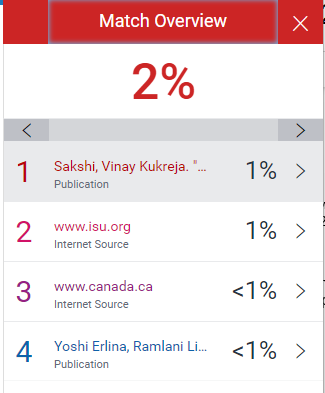 Match Overview
2%
1 Sakshi, Vinay Kukreja. "... 1%
Publication
2 www.isu.org 1%
Internet Source
3 www.canada.ca <1%
Internet Source
4 Yoshi Erlina, Ramlani Li... <1%
Publication